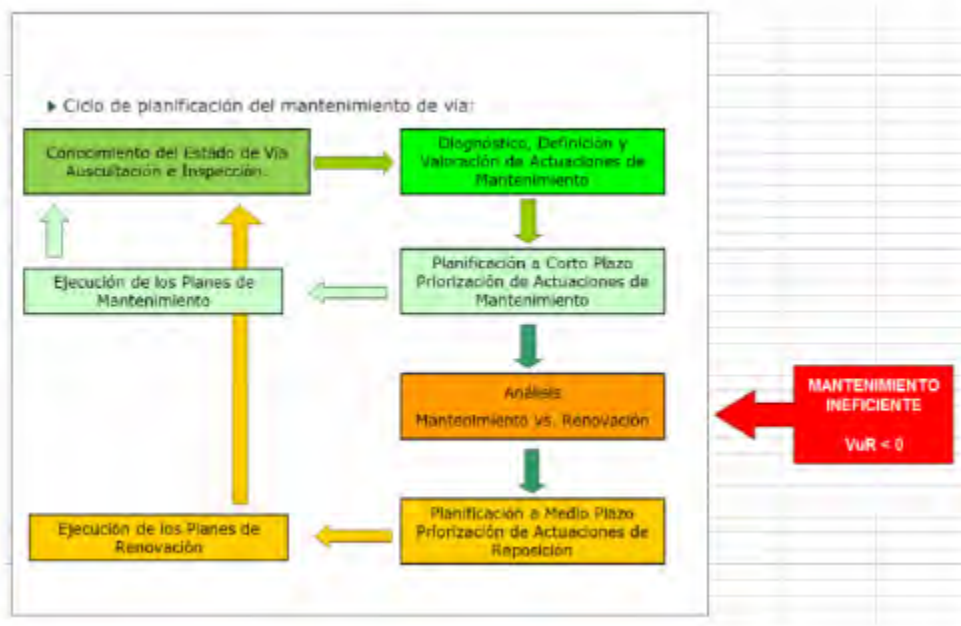 ▶ Ciclo de planificación del mantenimiento de vía:
Conocimiento del Estado de Vía
Auscultación e Inspección.
Diagnóstico, Definición y
Valoración de Actuaciones de
Mantenimiento
Planificación a Corto Plazo
Priorización de Actuaciones de
Mantenimiento
Ejecución de los Planes de
Mantenimiento
Análisis
Mantenimiento vs. Renovación
MANTENIMIENTO
INEFICIENTE
VuR < 0
Planificación a Medio Plazo
Priorización de Actuaciones de
Reposición
Ejecución de los Planes de
Renovación